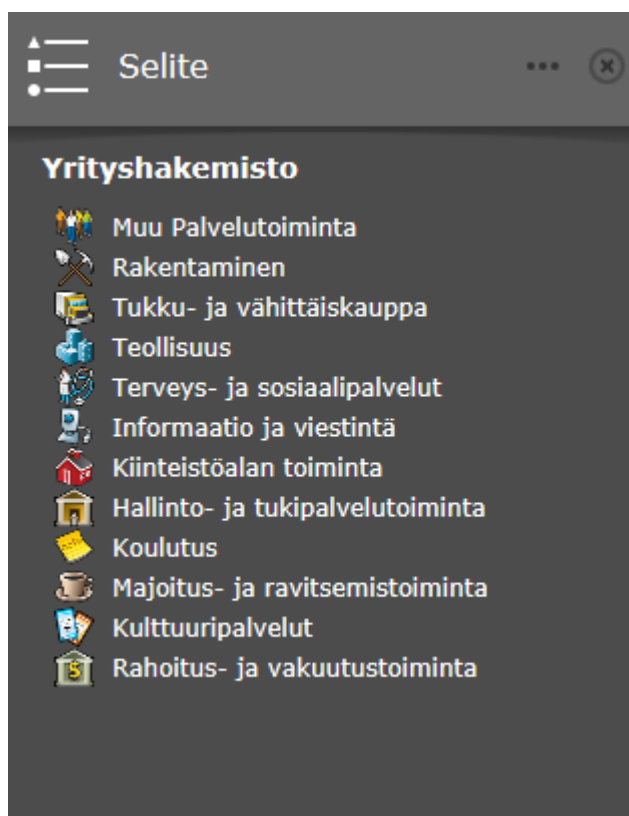 Selite
Yrityshakemisto
Muu Palvelutoiminta
Rakentaminen
Tukku- ja vähittäiskauppa
Teollisuus
Terveys- ja sosiaalipalvelut
Informaatio ja viestintä
Kiinteistöalan toiminta
Hallinto- ja tukipalvelutoiminta
Koulutus
Majoitus- ja ravitsemistoiminta
Kulttuuripalvelut
Rahoitus- ja vakuutustoiminta